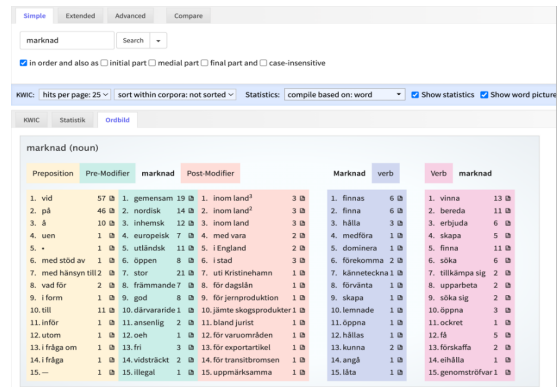 Simple Extended Advanced Compare
marknad Search
in order and also as initial part medial part final part and case-insensitive
KWIC: hits per page: 25 sort within corpora: not sorted Statistics: compile based on: word Show statistics Show word picture
KWIC Statistik Ordbild
marknad (noun)
Preposition Pre-Modifier marknad Post-Modifier Marknad verb Verb marknad
1. vid 57 1. gemensam 19 1. inom land³ 3 1. finnas 6 1. vinna 13
2. på 46 2. nordisk 14 2. inom land² 3 2. finna 6 2. bereda 11
3. å 10 3. inhemsk 12 3. inom land 3 3. hålla 3 3. erbjuda 6
4. uen 1 4. europeisk 7 4. med vara 2 4. medföra 1 4. skapa 5
5. • 1 5. utländsk 11 5. i England 2 5. dominera 1 5. finna 11
6. med stöd av 1 6. öppen 8 6. i stad 3 6. förekomma 2 6. söka 6
7. med hänsyn till 2 7. stor 21 7. uti Kristinehamn 1 7. känneteckna 1 7. tillkämpa sig 2
8. vad för 2 8. främmande 7 8. för dagslån 1 8. förvänta 1 8. upparbeta 2
9. i form 1 9. god 8 9. för jernproduktion 1 9. skapa 1 9. söka sig 2
10. till 11 10. därvararide 1 10. jämte skogsprodukter 1 10. lemnade 1 10. öppna 3
11. inför 1 11. ansenlig 2 11. bland jurist 1 11. öppna 1 11. ockret 1
12. utom 1 12. oeh 1 12. för varuområden 1 12. hållas 1 12. få 5
13. i fråga om 1 13. fri 3 13. för exportartikel 1 13. kunna 2 13. förskaffa 2
14. i fråga 1 14. vidsträckt 2 14. för transitbromsen 1 14. angå 1 14. eihålla 1
15. — 1 15. illegal 1 15. uppmärksamma 1 15. låta 1 15. genomströfvar 1